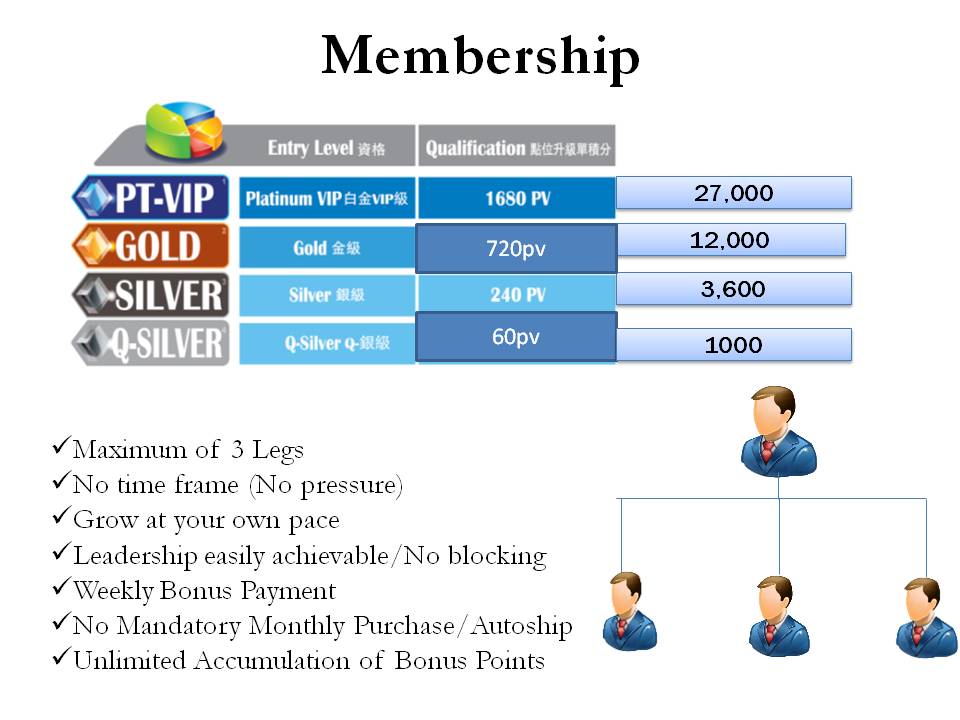 Membership
Entry Level 資格 Qualification 點位升級單積分
PT-VIP 1 Platinum VIP 白金VIP級 1680 PV 27,000
GOLD 2 Gold 金級 720pv 12,000
SILVER 3 Silver 銀級 240 PV 3,600
Q-SILVER Q-Silver Q-銀級 60pv 1000
✓Maximum of 3 Legs
✓No time frame (No pressure)
✓Grow at your own pace
✓Leadership easily achievable/No blocking
✓Weekly Bonus Payment
✓No Mandatory Monthly Purchase/Autoship
✓Unlimited Accumulation of Bonus Points